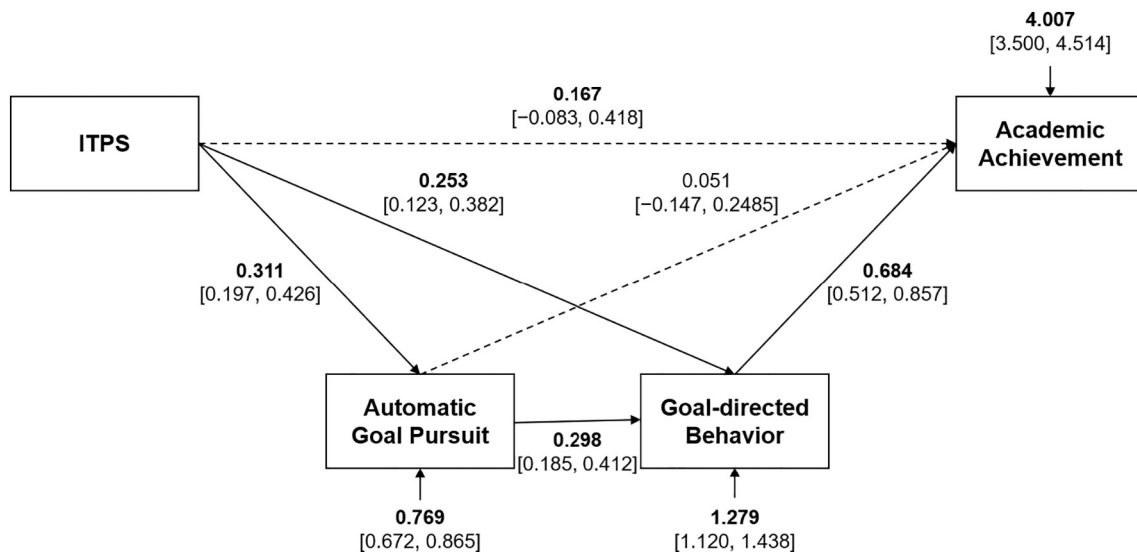 4.007
[3.500, 4.514]
0.167
[−0.083, 0.418]
ITPS
Academic
Achievement
0.253
[0.123, 0.382]
0.051
[−0.147, 0.2485]
0.311
[0.197, 0.426]
0.684
[0.512, 0.857]
Automatic
Goal Pursuit
Goal-directed
Behavior
0.298
[0.185, 0.412]
0.769
[0.672, 0.865]
1.279
[1.120, 1.438]